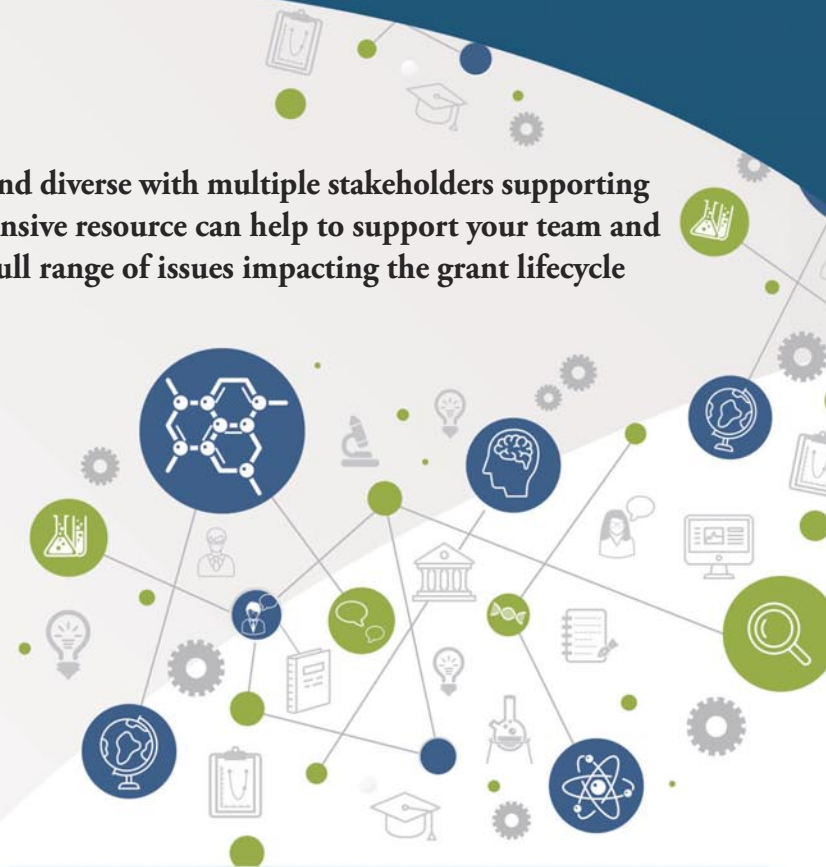 nd diverse with multiple stakeholders supporting
ensive resource can help to support your team and
ull range of issues impacting the grant lifecycle